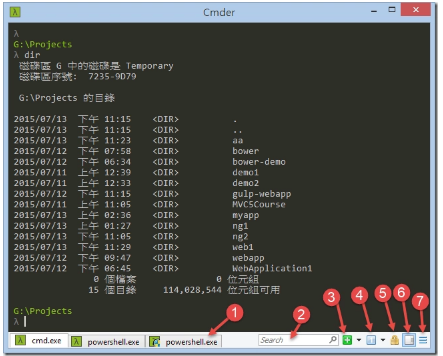 Cmder
λ
G:\Projects
λ dir
磁碟區 G 中的磁碟是 Temporary
磁碟區序號: 7235-9D79
G:\Projects 的目錄
2015/07/13 下午 11:15 <DIR> .
2015/07/13 下午 11:15 <DIR> ..
2015/07/13 下午 11:23 <DIR> aa
2015/07/12 下午 07:58 <DIR> bower
2015/07/12 下午 06:34 <DIR> bower-demo
2015/07/11 上午 12:39 <DIR> demo1
2015/07/11 上午 12:33 <DIR> demo2
2015/07/12 下午 11:15 <DIR> gulp-webapp
2015/07/11 上午 11:05 <DIR> MVC5Course
2015/07/13 上午 02:36 <DIR> myapp
2015/07/13 上午 01:27 <DIR> ng1
2015/07/13 下午 11:05 <DIR> ng2
2015/07/13 下午 11:29 <DIR> web1
2015/07/12 下午 09:47 <DIR> webapp
2015/07/12 下午 06:45 <DIR> WebApplication1
0 個檔案 0 位元組
15 個目錄 114,028,544 位元組可用
G:\Projects
λ
1 2 3 4 5 6 7
cmd.exe powershell.exe powershell.exe Search